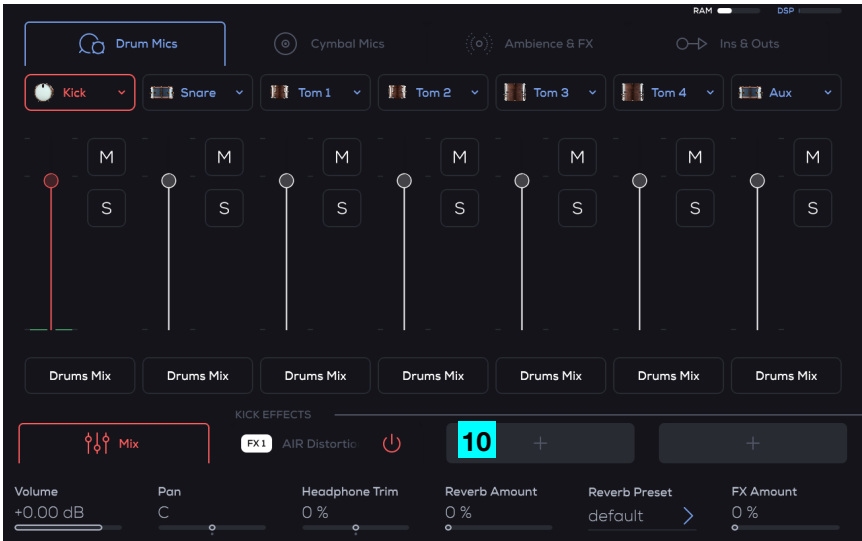 RAM DSP
Drum Mics Cymbal Mics Ambience & FX Ins & Outs
Kick Snare Tom 1 Tom 2 Tom 3 Tom 4 Aux
M M M M M M M
S S S S S S S
Drums Mix Drums Mix Drums Mix Drums Mix Drums Mix Drums Mix Drums Mix
KICK EFFECTS
Mix FX1 AIR Distortic 10 + +
Volume Pan Headphone Trim Reverb Amount Reverb Preset FX Amount
+0.00 dB C 0 % 0 % default 0 %